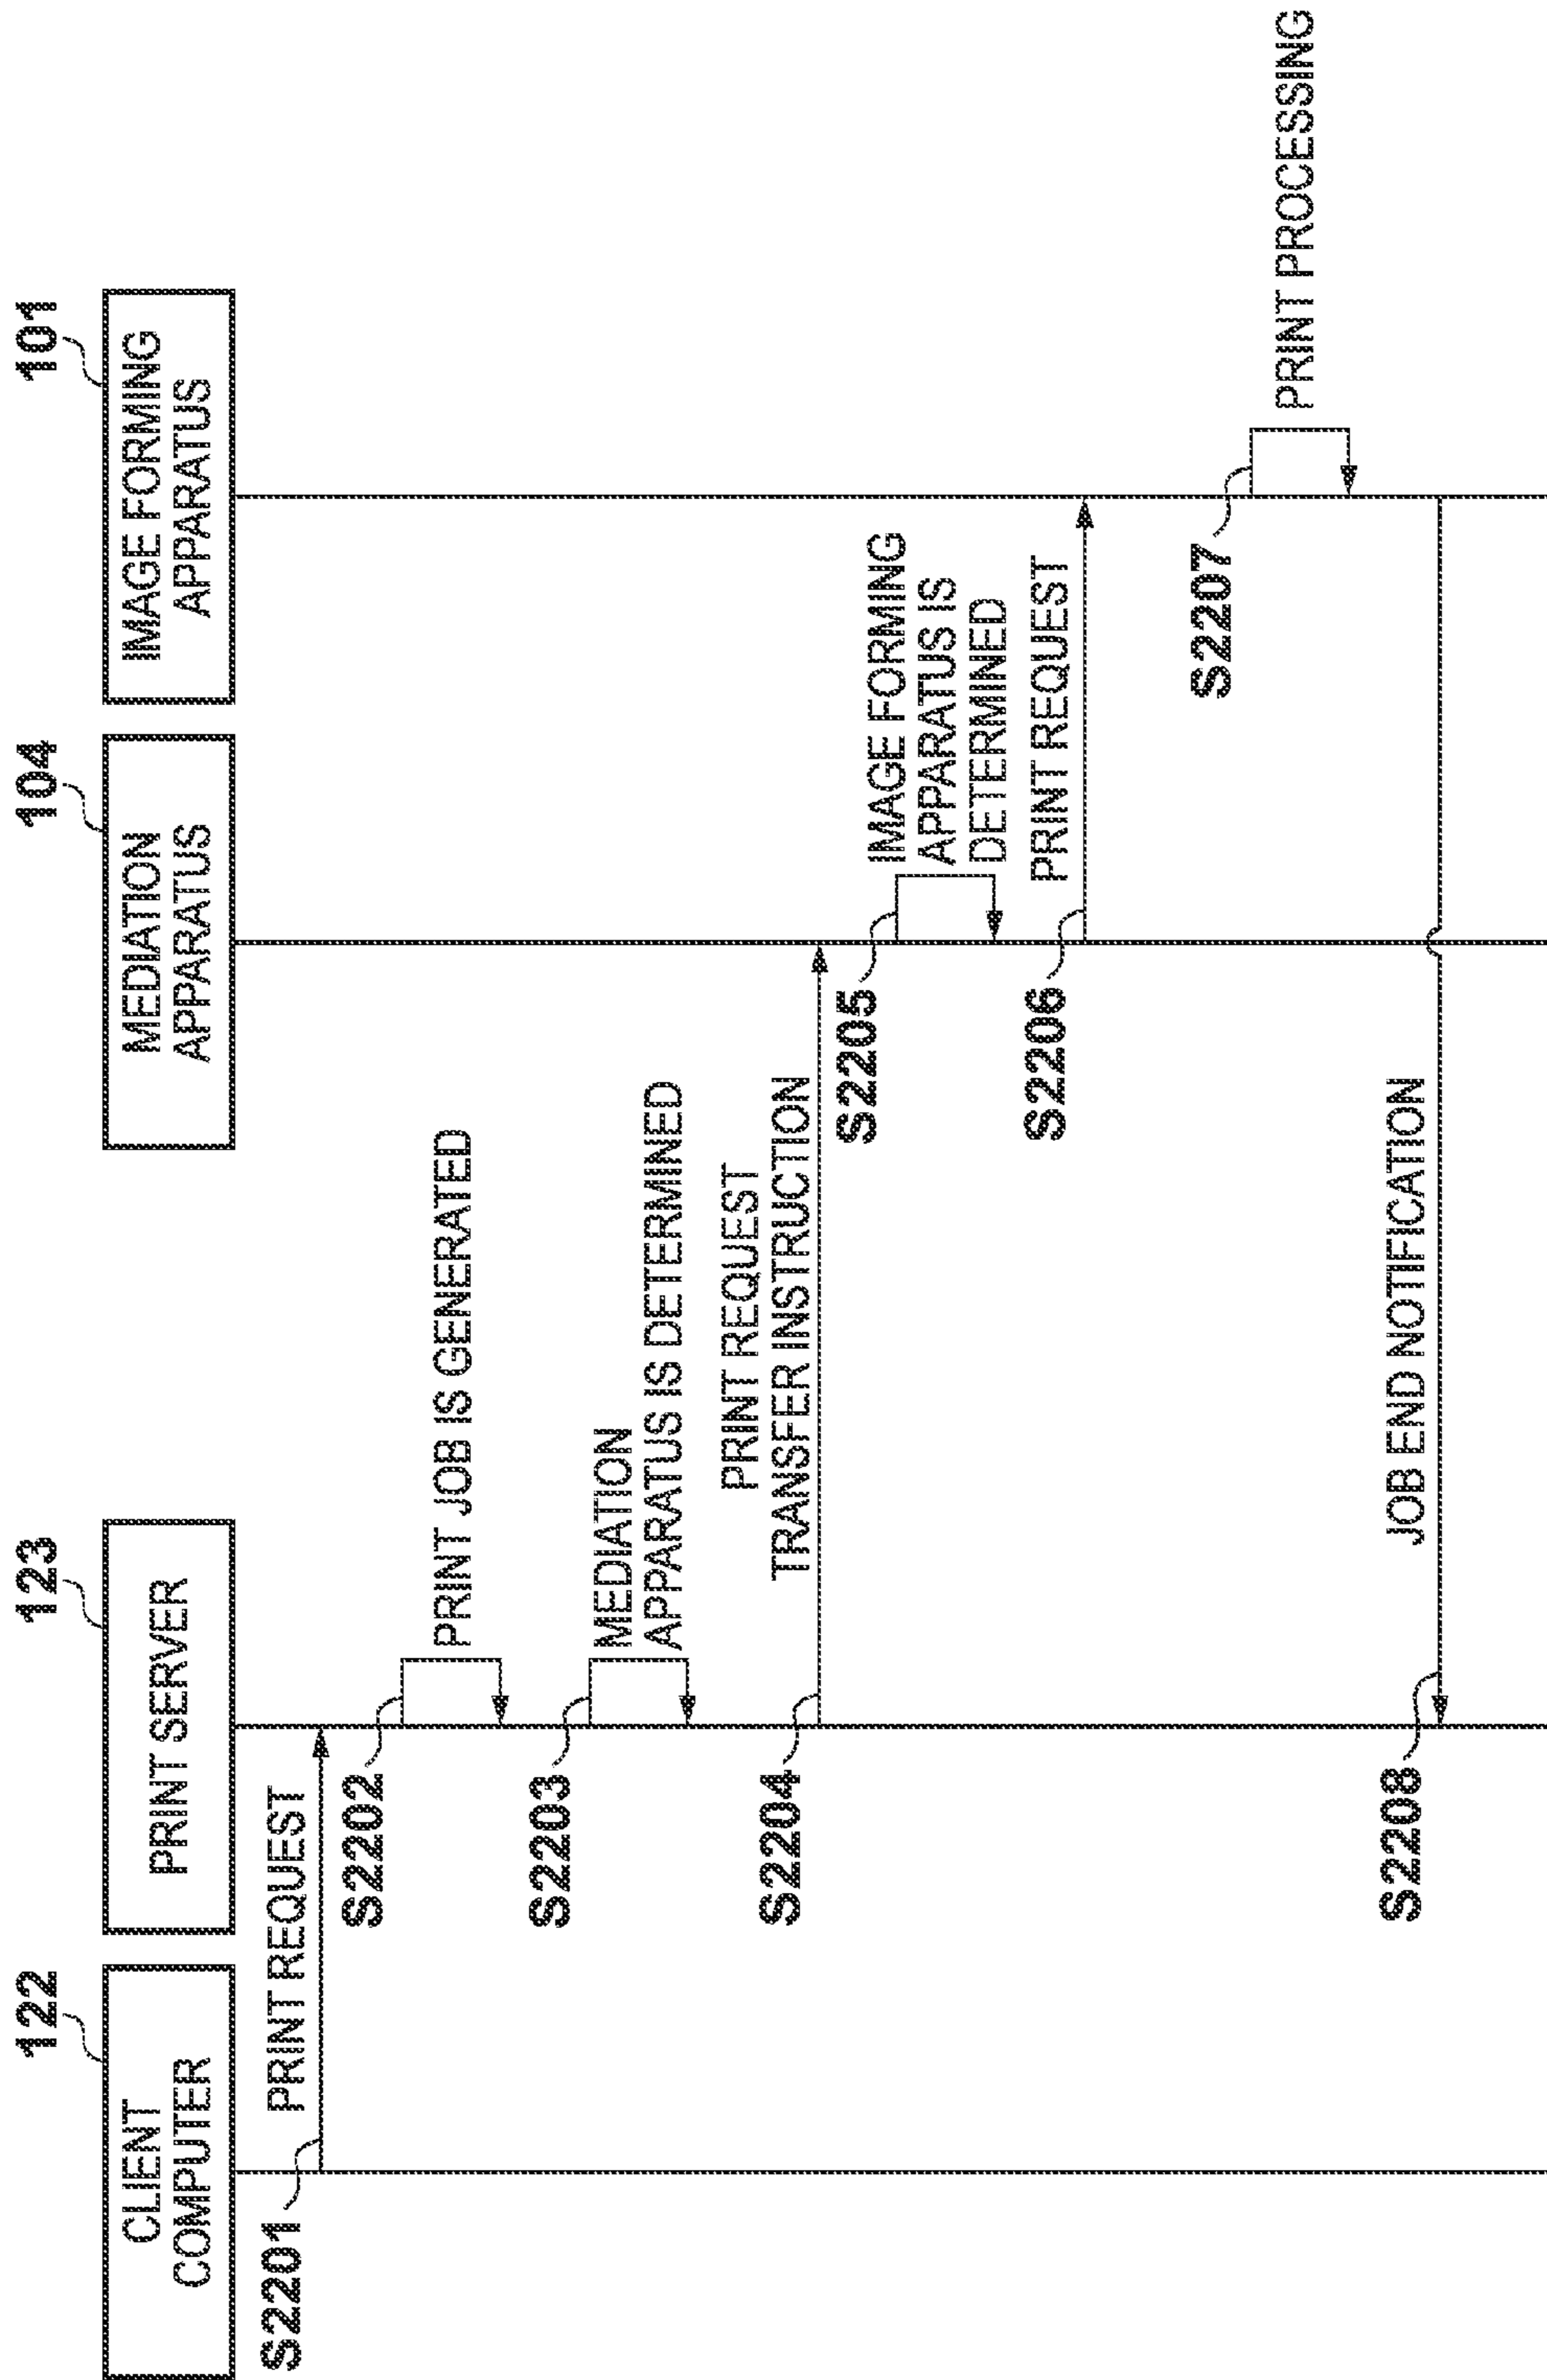 122
CLIENT
COMPUTER
123
PRINT SERVER
104
MEDIATION
APPARATUS
101
IMAGE FORMING
APPARATUS
S2201
PRINT REQUEST
S2202
PRINT JOB IS GENERATED
S2203
MEDIATION
APPARATUS IS DETERMINED
S2204
PRINT REQUEST
TRANSFER INSTRUCTION
S2205
IMAGE FORMING
APPARATUS IS
DETERMINED
S2206
PRINT REQUEST
S2207
PRINT PROCESSING
S2208
JOB END NOTIFICATION